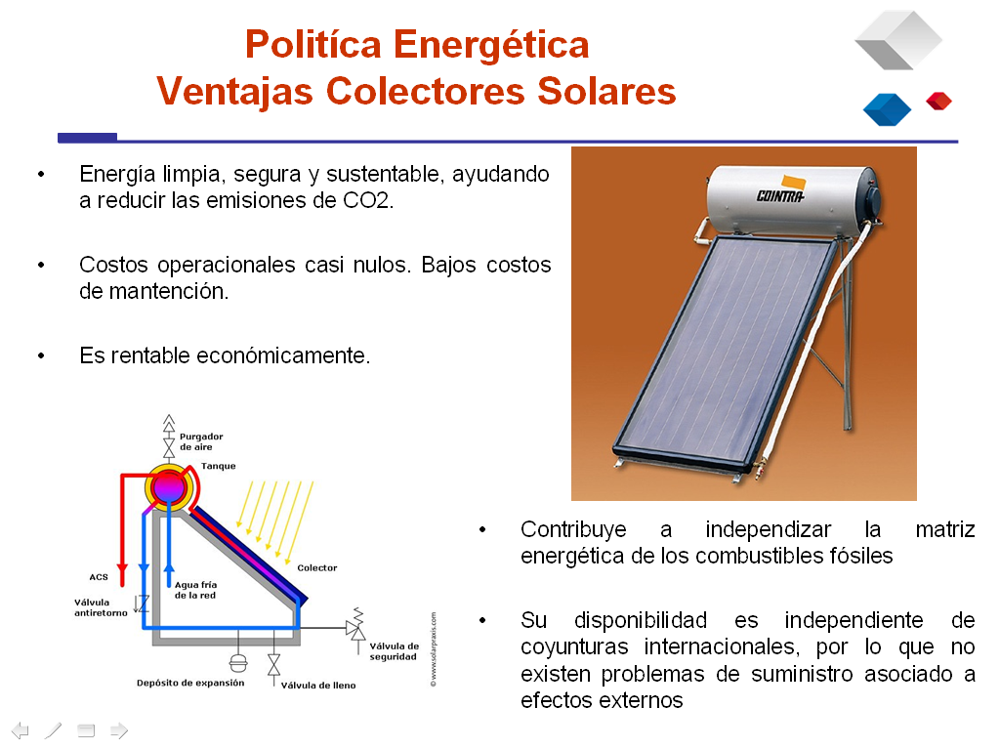 Politíca Energética
Ventajas Colectores Solares
• Energía limpia, segura y sustentable, ayudando
a reducir las emisiones de CO2.
• Costos operacionales casi nulos. Bajos costos
de mantención.
• Es rentable económicamente.
COINTRA
Purgador
de aire
Tanque
Colector
ACS
Agua fría
de la red
Válvula
antiretorno
Válvula de
seguridad
Depósito de expansión
Válvula de lleno
© www.solarpraxis.com
• Contribuye a independizar la matriz
energética de los combustibles fósiles
• Su disponibilidad es independiente de
coyunturas internacionales, por lo que no
existen problemas de suministro asociado a
efectos externos